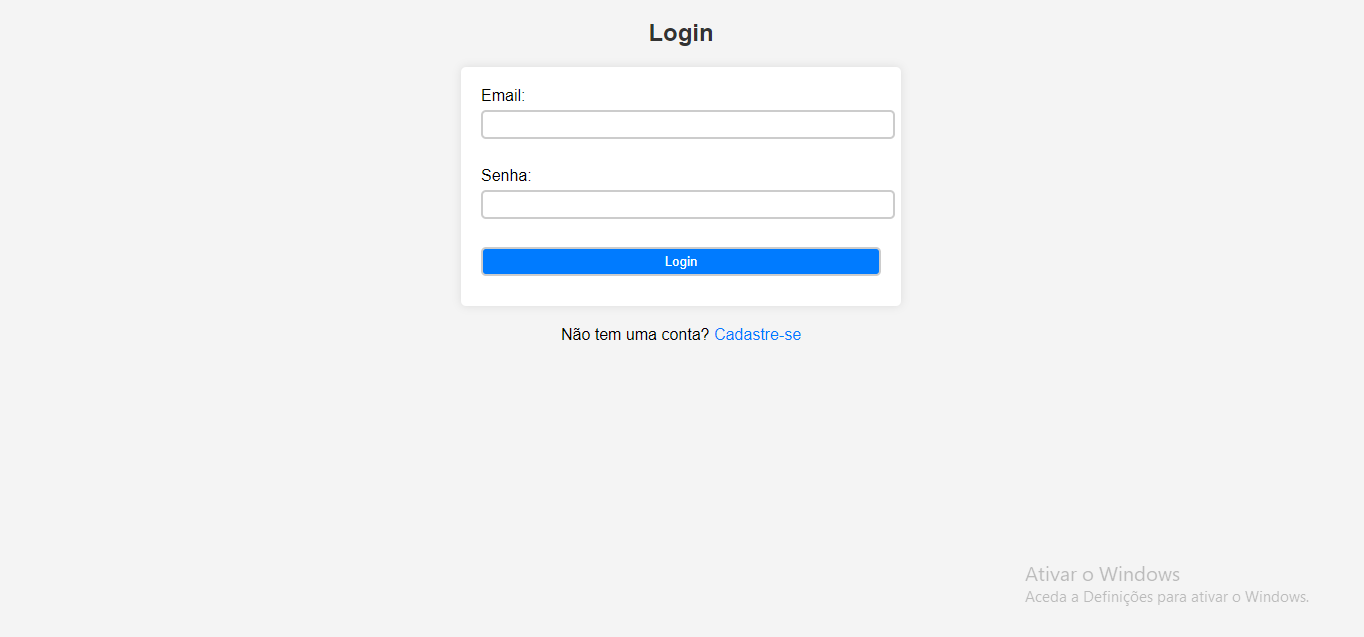 Login
Email:
Senha:
Login
Não tem uma conta? Cadastre-se
Ativar o Windows
Aceda a Definições para ativar o Windows.